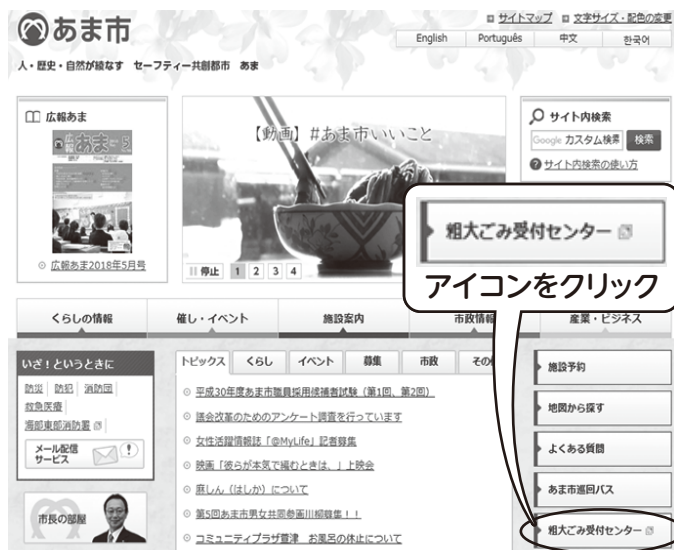 サイトマップ
文字サイズ・配色の変更
あま市
English
Português
中文
한국어
人・歴史・自然が綾なす セーフティー共創都市 あま
広報あま
広報 あま 5
広報あま2018年5月号
【動画】#あま市いいこと
停止 1 2 3 4
サイト内検索
Google カスタム検索
検索
サイト内検索の使い方
粗大ごみ受付センター
アイコンをクリック
くらしの情報
催し・イベント
施設案内
市政情報
産業・ビジネス
いざ!というときに
防災 防犯 消防団
救急医療
海部東部消防署
メール配信
サービス
市長の部屋
トピックス
くらし
イベント
募集
市政
その他
平成30年度あま市職員採用候補者試験(第1回、第2回)
議会改革のためのアンケート調査を行っています
女性活躍情報誌「@MyLife」記者募集
映画「彼らが本気で編むときは、」上映会
麻しん(はしか)について
第5回あま市男女共同参画川柳募集!!
コミュニティプラザ萱津 お風呂の休止について
施設予約
地図から探す
よくある質問
あま市巡回バス
粗大ごみ受付センター